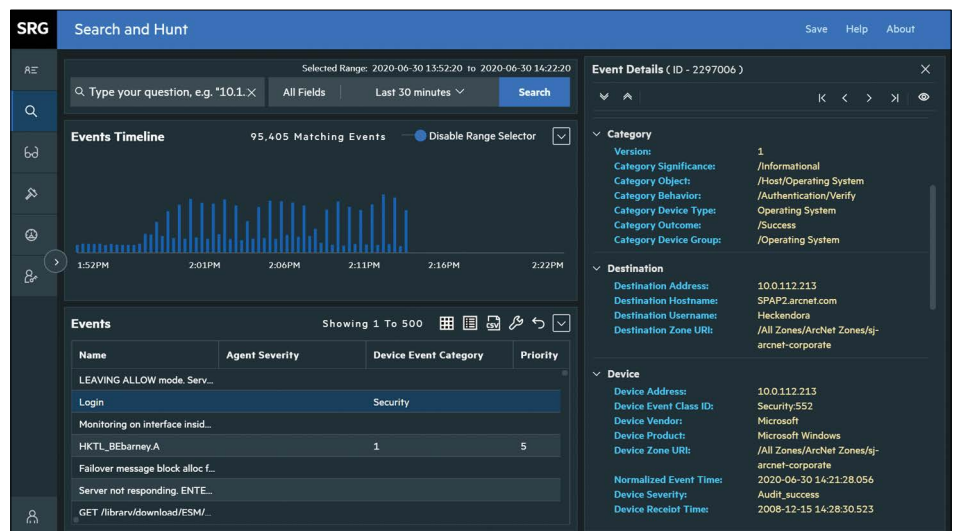 SRG
Search and Hunt
Save Help About
Selected Range: 2020-06-30 13:52:20 to 2020-06-30 14:22:20
Type your question, e.g. "10.1.
All Fields
Last 30 minutes
Search
Events Timeline
95,405 Matching Events
Disable Range Selector
1:52PM 2:01PM 2:06PM 2:11PM 2:16PM 2:22PM
Events
Showing 1 To 500
CSV
Name Agent Severity Device Event Category Priority
LEAVING ALLOW mode. Serv...
Login Security
Monitoring on interface insid...
HKTL_BEbarney.A 1 5
Failover message block alloc f...
Server not responding. ENTE...
GET /library/download/ESM/...
Event Details ( ID - 2297006 )
Category
Version: 1
Category Significance: /Informational
Category Object: /Host/Operating System
Category Behavior: /Authentication/Verify
Category Device Type: Operating System
Category Outcome: /Success
Category Device Group: /Operating System
Destination
Destination Address: 10.0.112.213
Destination Hostname: SPAP2.arcnet.com
Destination Username: Heckendora
Destination Zone URI: /All Zones/ArcNet Zones/sj-
arcnet-corporate
Device
Device Address: 10.0.112.213
Device Event Class ID: Security:552
Device Vendor: Microsoft
Device Product: Microsoft Windows
Device Zone URI: /All Zones/ArcNet Zones/sj-
arcnet-corporate
Normalized Event Time: 2020-06-30 14:21:28.056
Device Severity: Audit_success
Device Receipt Time: 2008-12-15 14:28:30.523